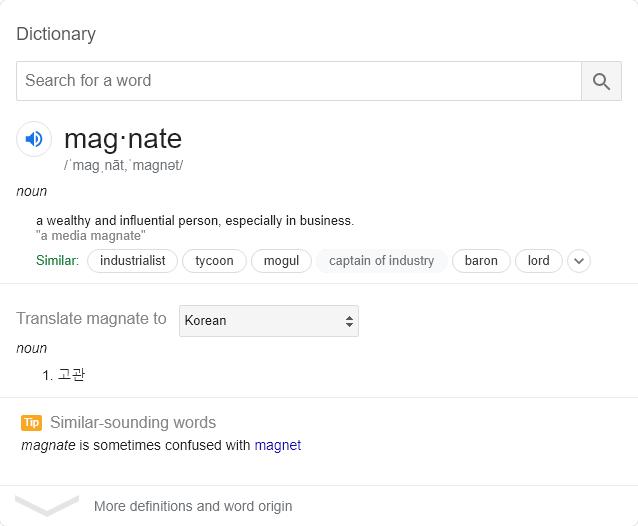 Dictionary
Search for a word
mag·nate
/ˈmaɡˌnāt,ˈmaɡnət/
noun
a wealthy and influential person, especially in business.
"a media magnate"
Similar: industrialist tycoon mogul captain of industry baron lord
Translate magnate to Korean
noun
1. 고관
Tip Similar-sounding words
magnate is sometimes confused with magnet
More definitions and word origin